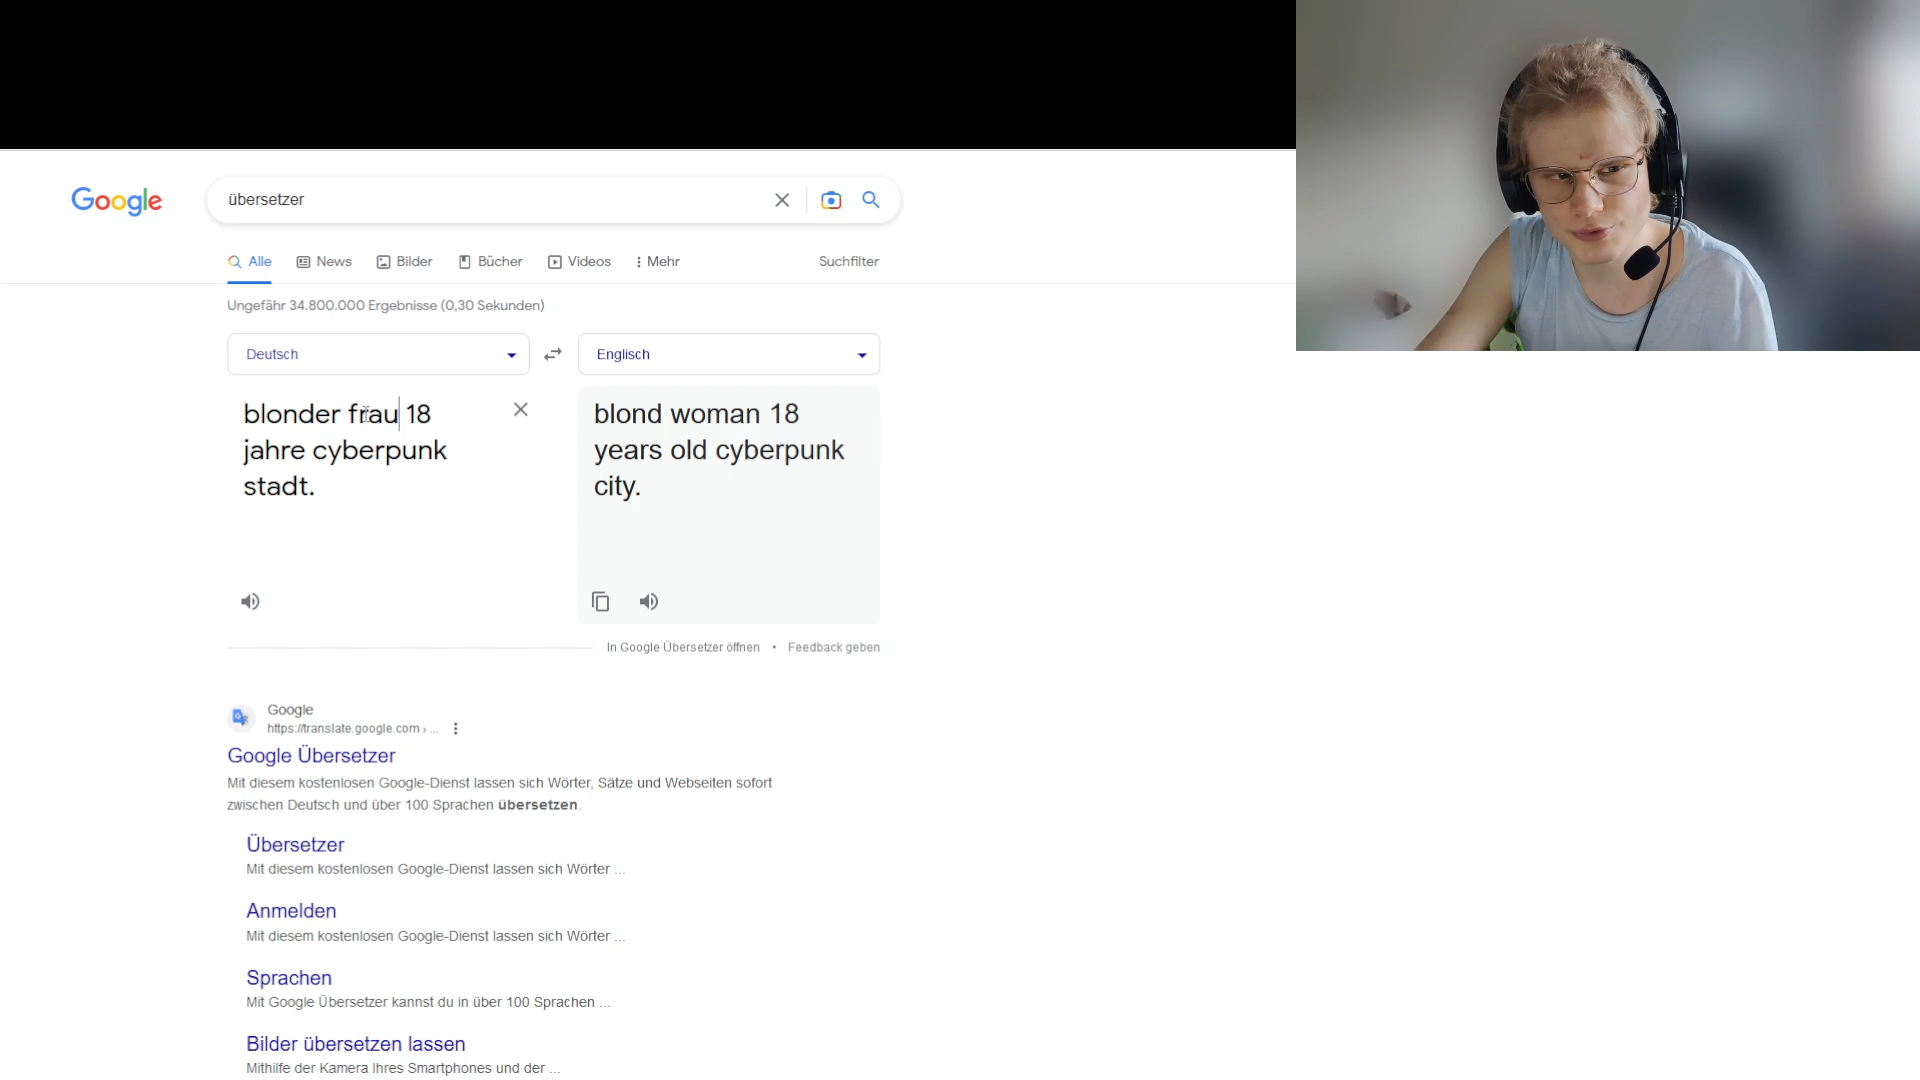 Google
übersetzer
Alle
News
Bilder
Bücher
Videos
Mehr
Suchfilter
Ungefähr 34.800.000 Ergebnisse (0,30 Sekunden)
Deutsch
Englisch
blonder frau 18
jahre cyberpunk
stadt.
blond woman 18
years old cyberpunk
city.
In Google Übersetzer öffnen • Feedback geben
Google
https://translate.google.com › ...
Google Übersetzer
Mit diesem kostenlosen Google-Dienst lassen sich Wörter, Sätze und Webseiten sofort
zwischen Deutsch und über 100 Sprachen übersetzen.
Übersetzer
Mit diesem kostenlosen Google-Dienst lassen sich Wörter ...
Anmelden
Mit diesem kostenlosen Google-Dienst lassen sich Wörter ...
Sprachen
Mit Google Übersetzer kannst du in über 100 Sprachen ...
Bilder übersetzen lassen
Mithilfe der Kamera Ihres Smartphones und der ...